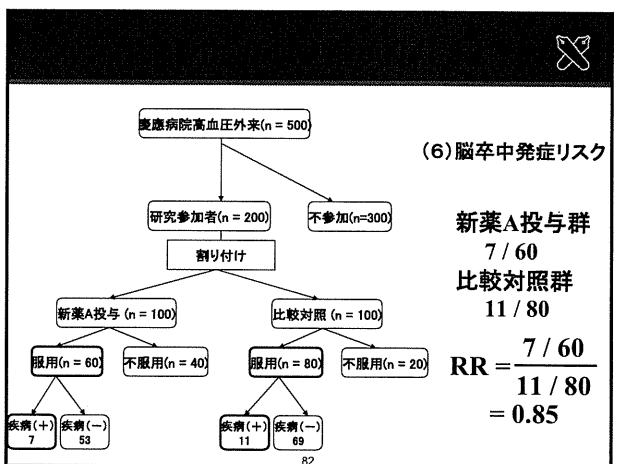 慶應病院高血圧外来(n = 500)
(6)脳卒中発症リスク
研究参加者(n = 200)
不参加(n=300)
割り付け
新薬A投与 (n = 100)
比較対照 (n = 100)
服用(n = 60)
不服用(n = 40)
服用(n = 80)
不服用(n = 20)
疾病(+)
7
疾病(−)
53
疾病(+)
11
疾病(−)
69
新薬A投与群
7 / 60
比較対照群
11 / 80
RR = 7 / 60
11 / 80
= 0.85
82